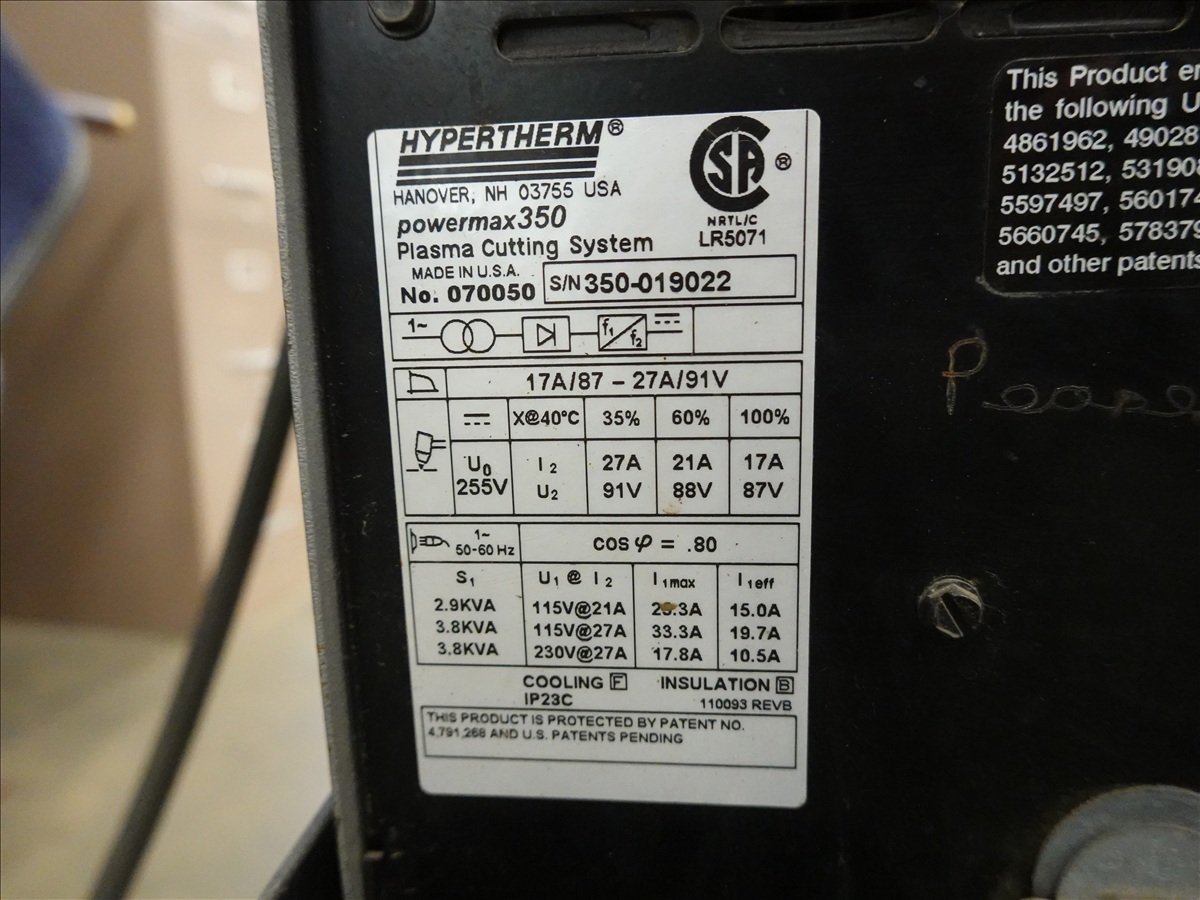 HYPERTHERM®
HANOVER, NH 03755 USA
powermax350
Plasma Cutting System
MADE IN U.S.A.
No. 070050 S/N 350-019022
SA ®
NRTL/C
LR5071
1~ f1 f2
17A/87 - 27A/91V
X@40°C 35% 60% 100%
U0 I2 27A 21A 17A
255V U2 91V 88V 87V
1~
50-60 Hz cos φ = .80
S1 U1 @ I2 I1max I1eff
2.9KVA 115V@21A 15.0A
3.8KVA 115V@27A 33.3A 19.7A
3.8KVA 230V@27A 17.8A 10.5A
COOLING F INSULATION B
IP23C 110093 REVB
THIS PRODUCT IS PROTECTED BY PATENT NO.
4,791,268 AND U.S. PATENTS PENDING
This Product
the following
4861962,
5132512,
5597497,
5660745,
and other patents